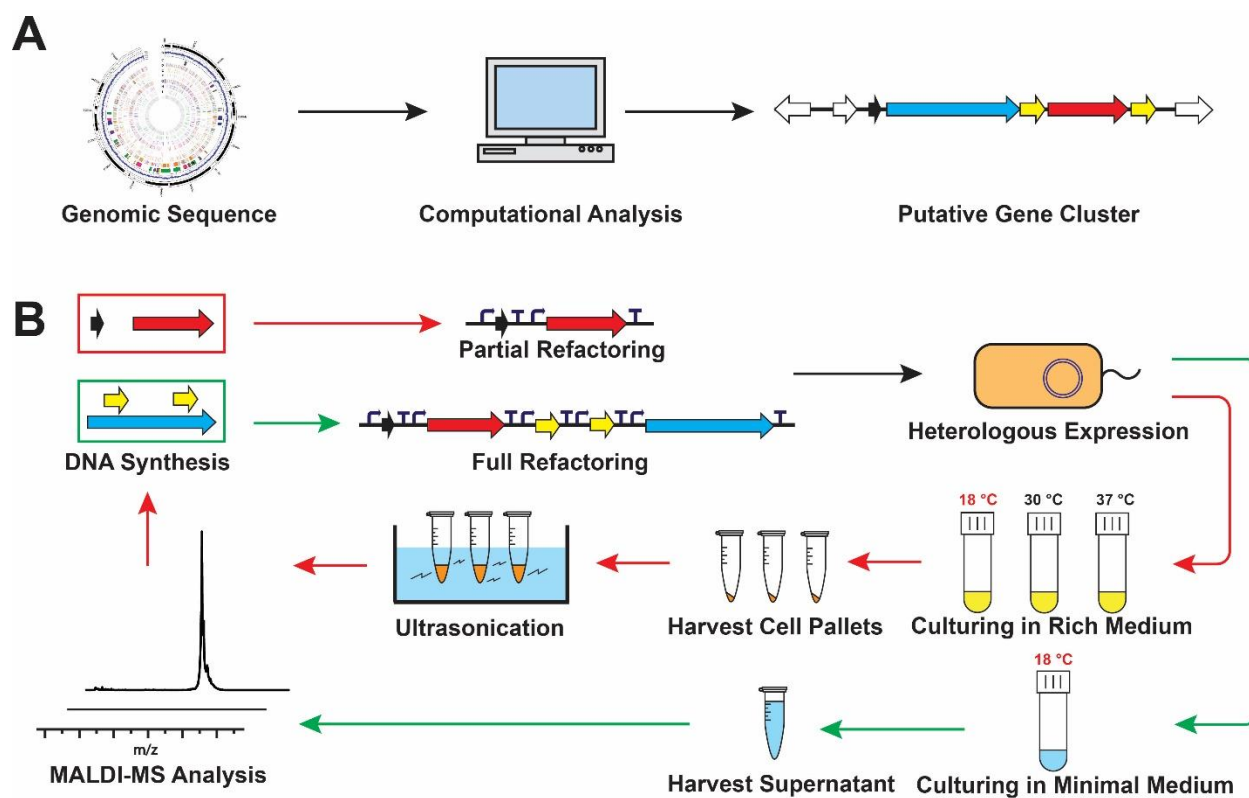 A
Genomic Sequence
Computational Analysis
Putative Gene Cluster
B
Partial Refactoring
DNA Synthesis
Full Refactoring
Heterologous Expression
18 °C
30 °C
37 °C
Ultrasonication
Harvest Cell Pallets
Culturing in Rich Medium
18 °C
m/z
MALDI-MS Analysis
Harvest Supernatant
Culturing in Minimal Medium